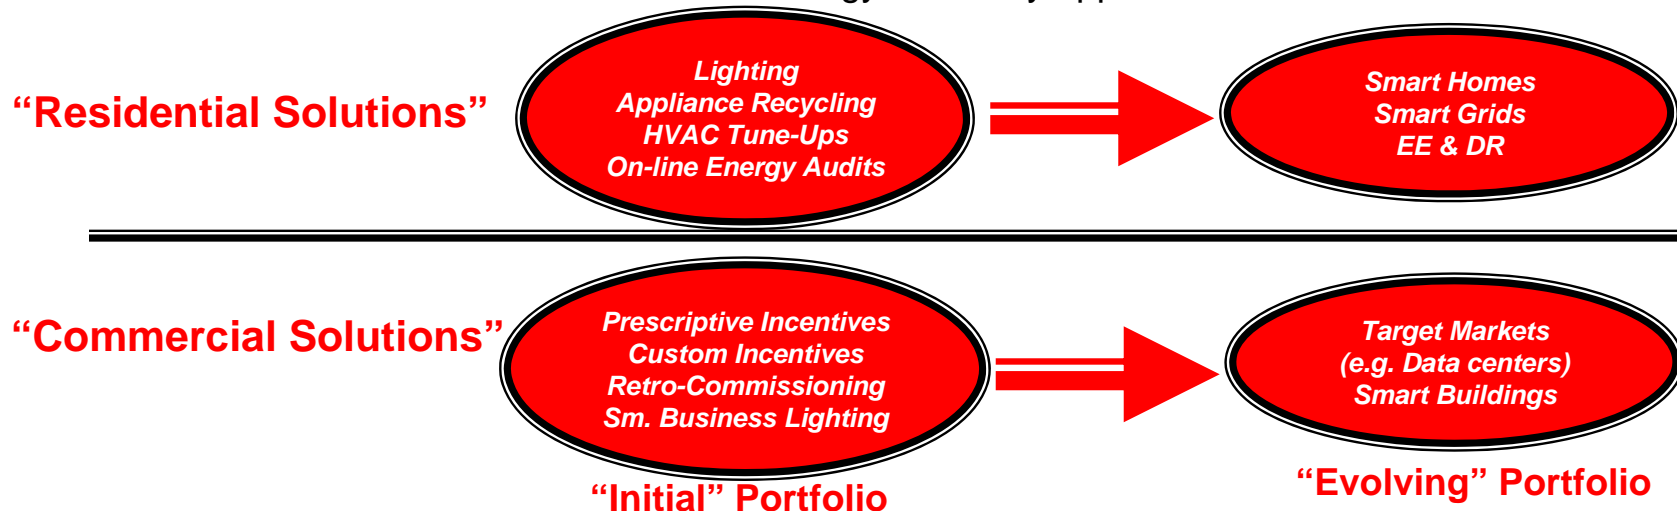 “Residential Solutions”
Lighting
Appliance Recycling
HVAC Tune-Ups
On-line Energy Audits
Smart Homes
Smart Grids
EE & DR
“Commercial Solutions”
Prescriptive Incentives
Custom Incentives
Retro-Commissioning
Sm. Business Lighting
Target Markets
(e.g. Data centers)
Smart Buildings
“Initial” Portfolio
“Evolving” Portfolio